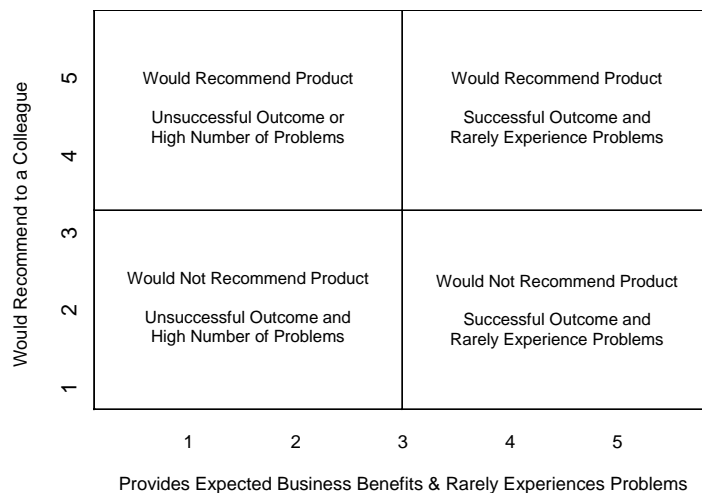 Would Recommend to a Colleague
5
4
3
2
1
Would Recommend Product
Unsuccessful Outcome or
High Number of Problems
Would Recommend Product
Successful Outcome and
Rarely Experience Problems
Would Not Recommend Product
Unsuccessful Outcome and
High Number of Problems
Would Not Recommend Product
Successful Outcome and
Rarely Experience Problems
1 2 3 4 5
Provides Expected Business Benefits & Rarely Experiences Problems